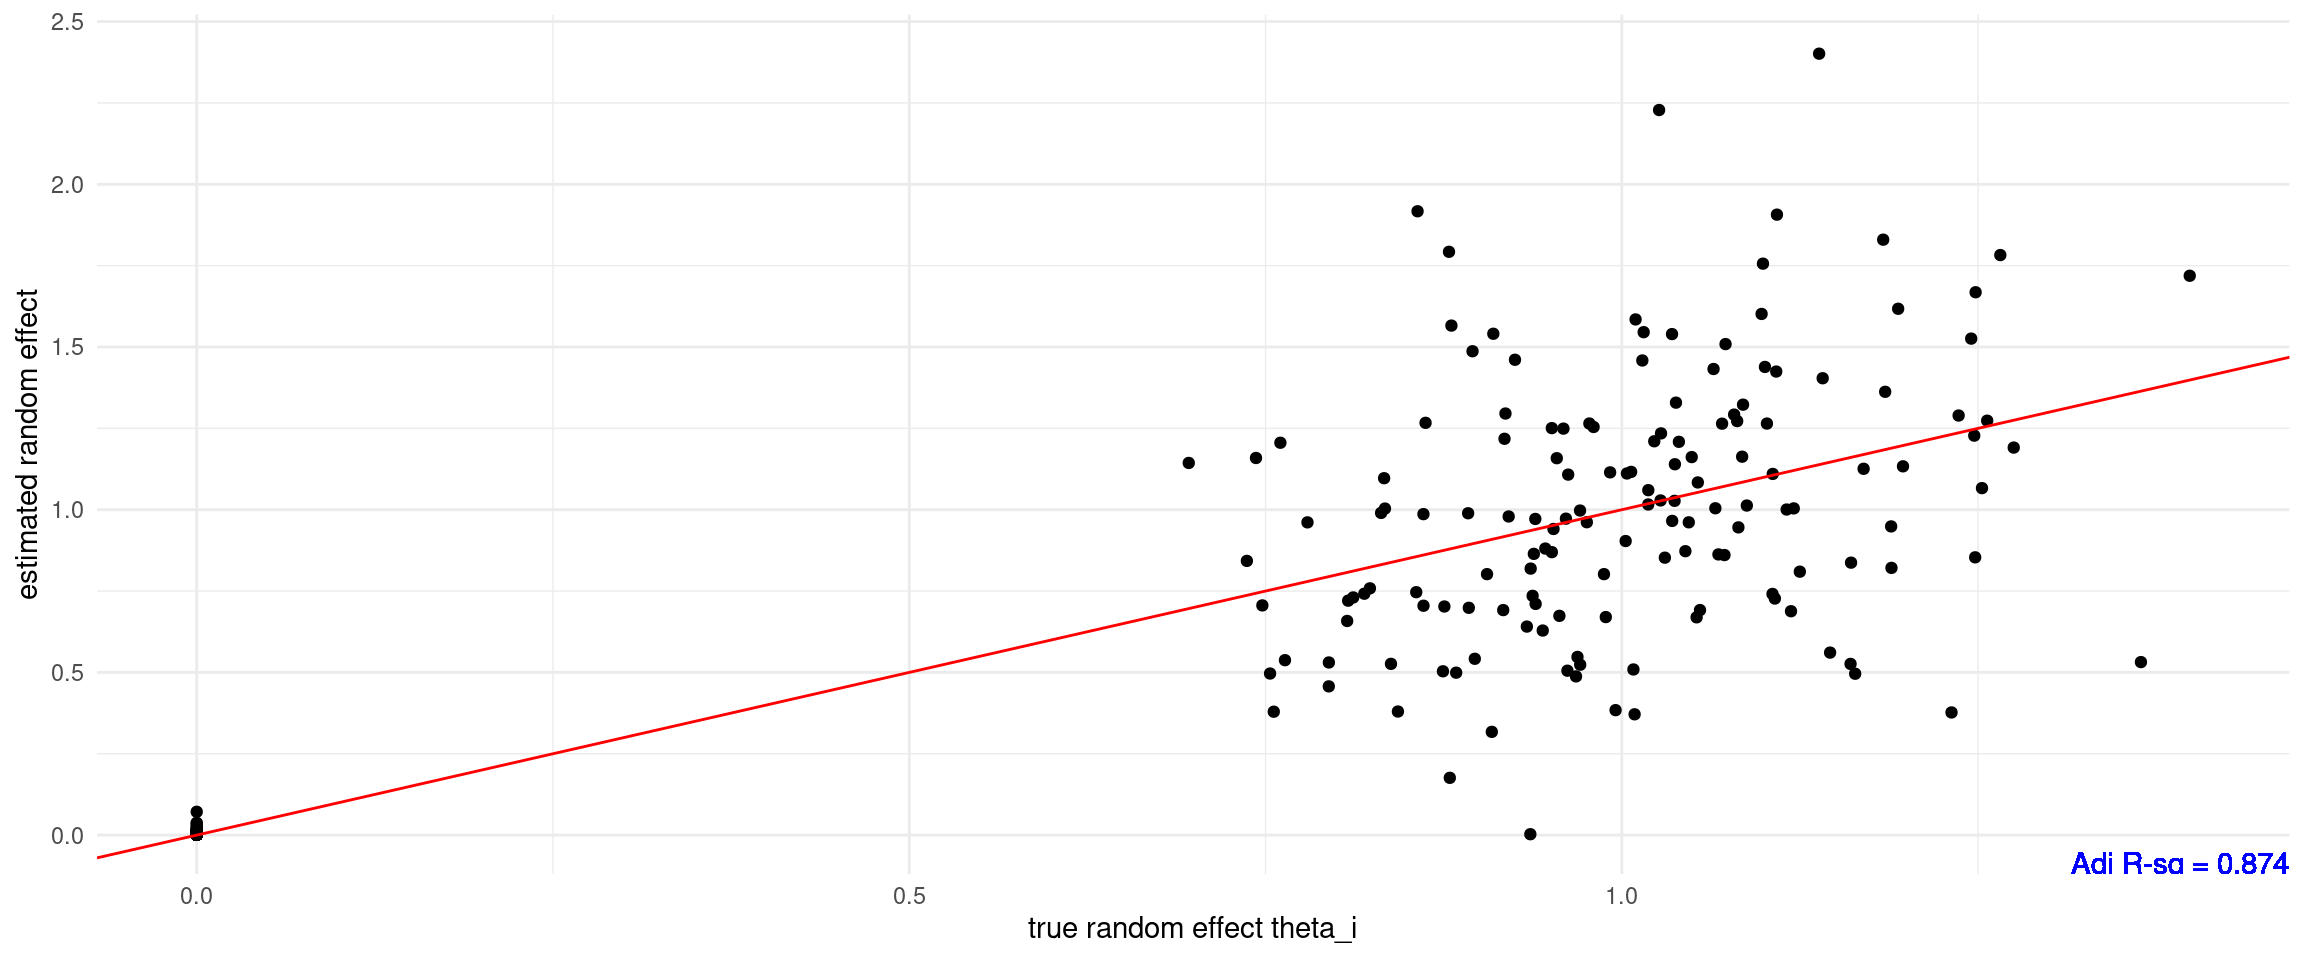 2.5
2.0
1.5
1.0
0.5
0.0
estimated random effect
Adj R-sq = 0.874
0.0 0.5 1.0
true random effect theta_i